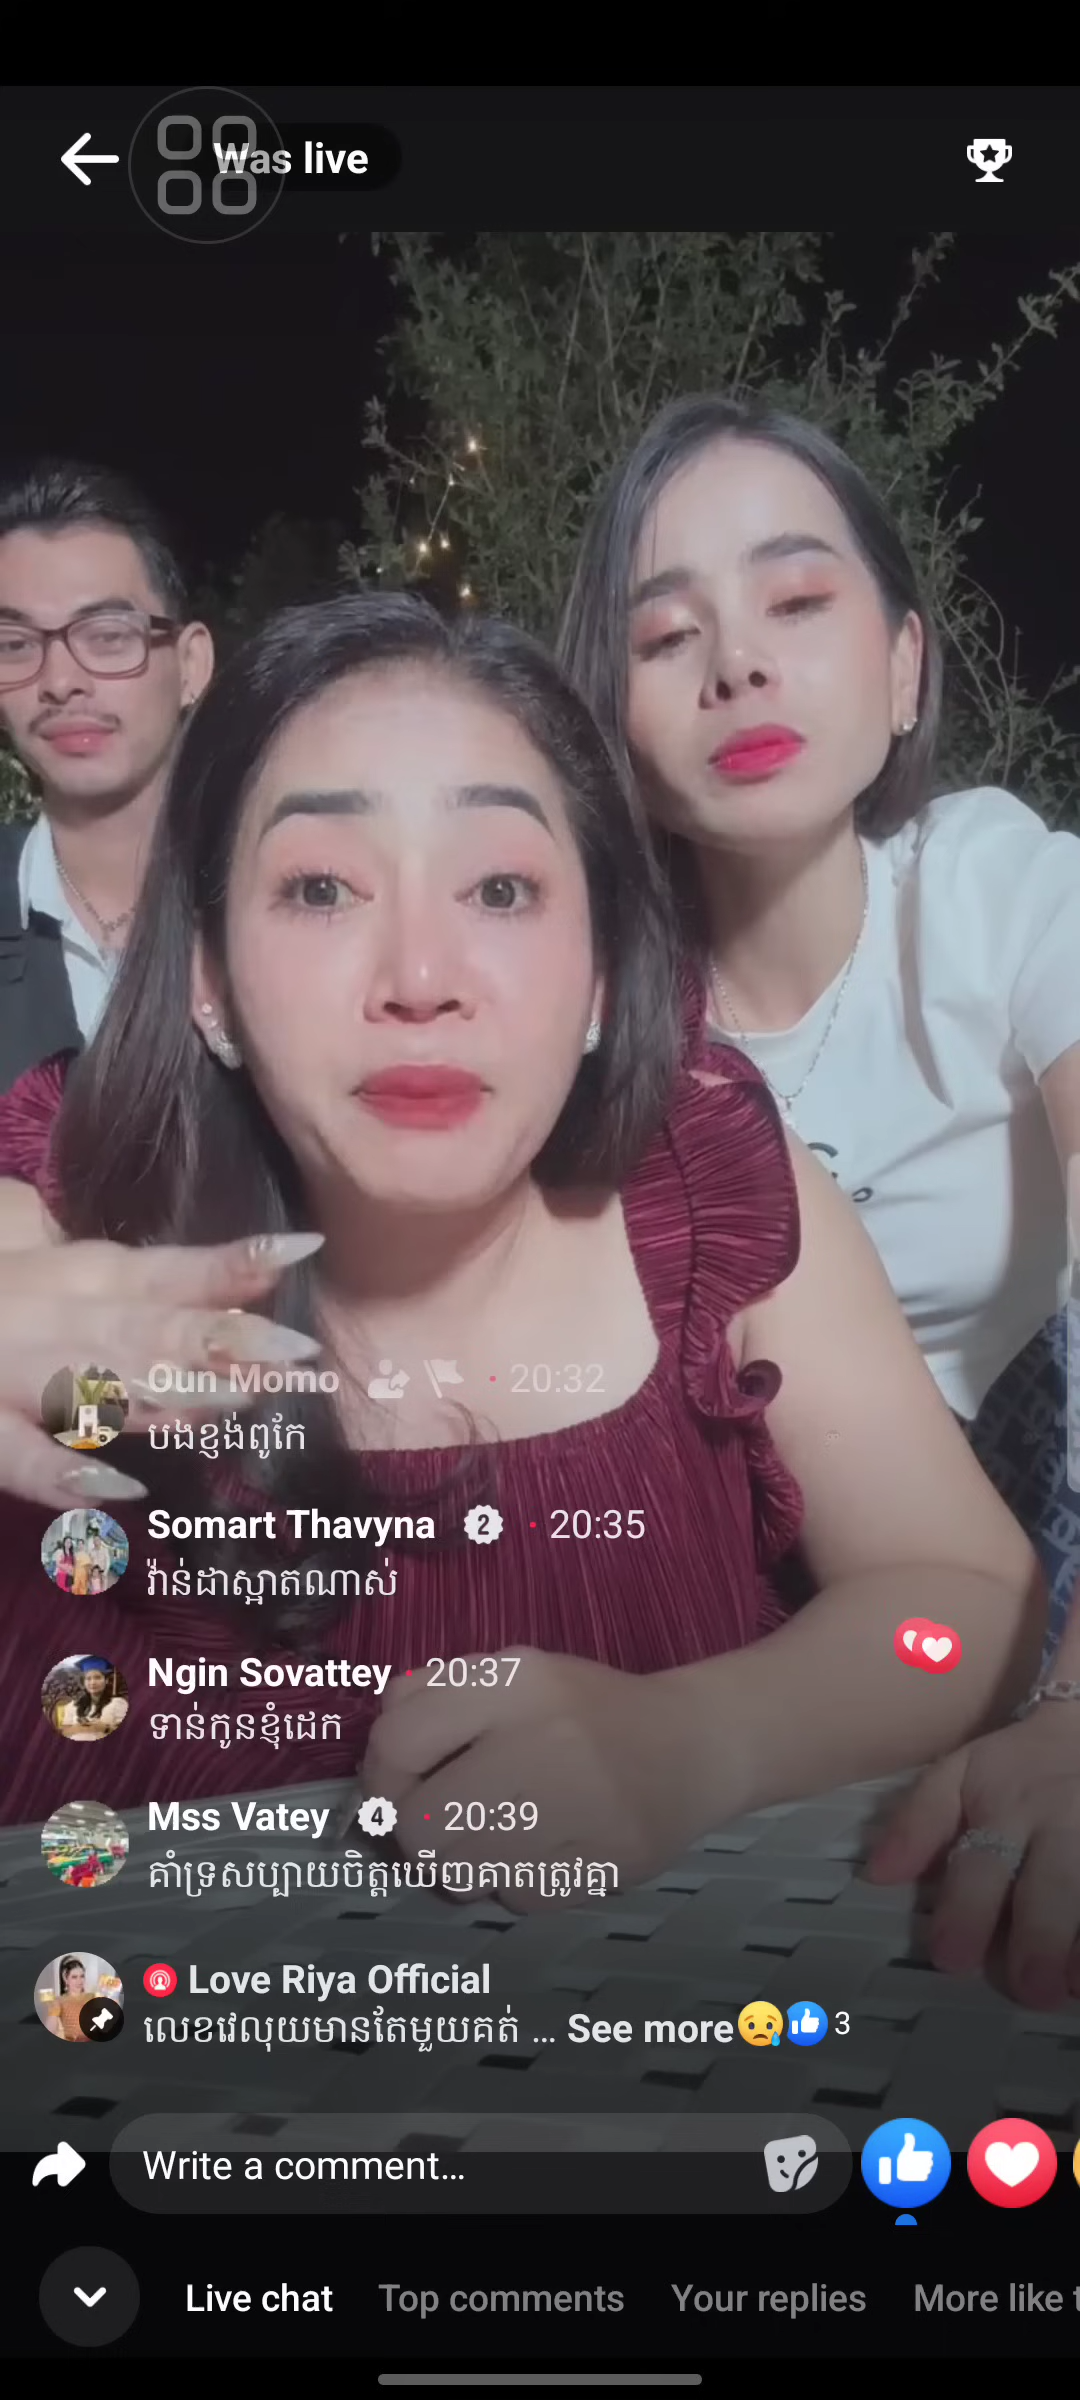 Was live
Oun Momo · 20:32
បងខ្ញង់ពូកែ
Somart Thavyna 2 · 20:35
វ៉ាន់ដាស្អាតណាស់
Ngin Sovattey · 20:37
ទាន់កូនខ្ញុំដេក
Mss Vatey 4 · 20:39
គាំទ្រសប្បាយចិត្តឃើញគាតត្រូវគ្នា
Love Riya Official
លេខវេលុយមានតែមួយគត់ ... See more 3
Write a comment...
Live chat Top comments Your replies More like t